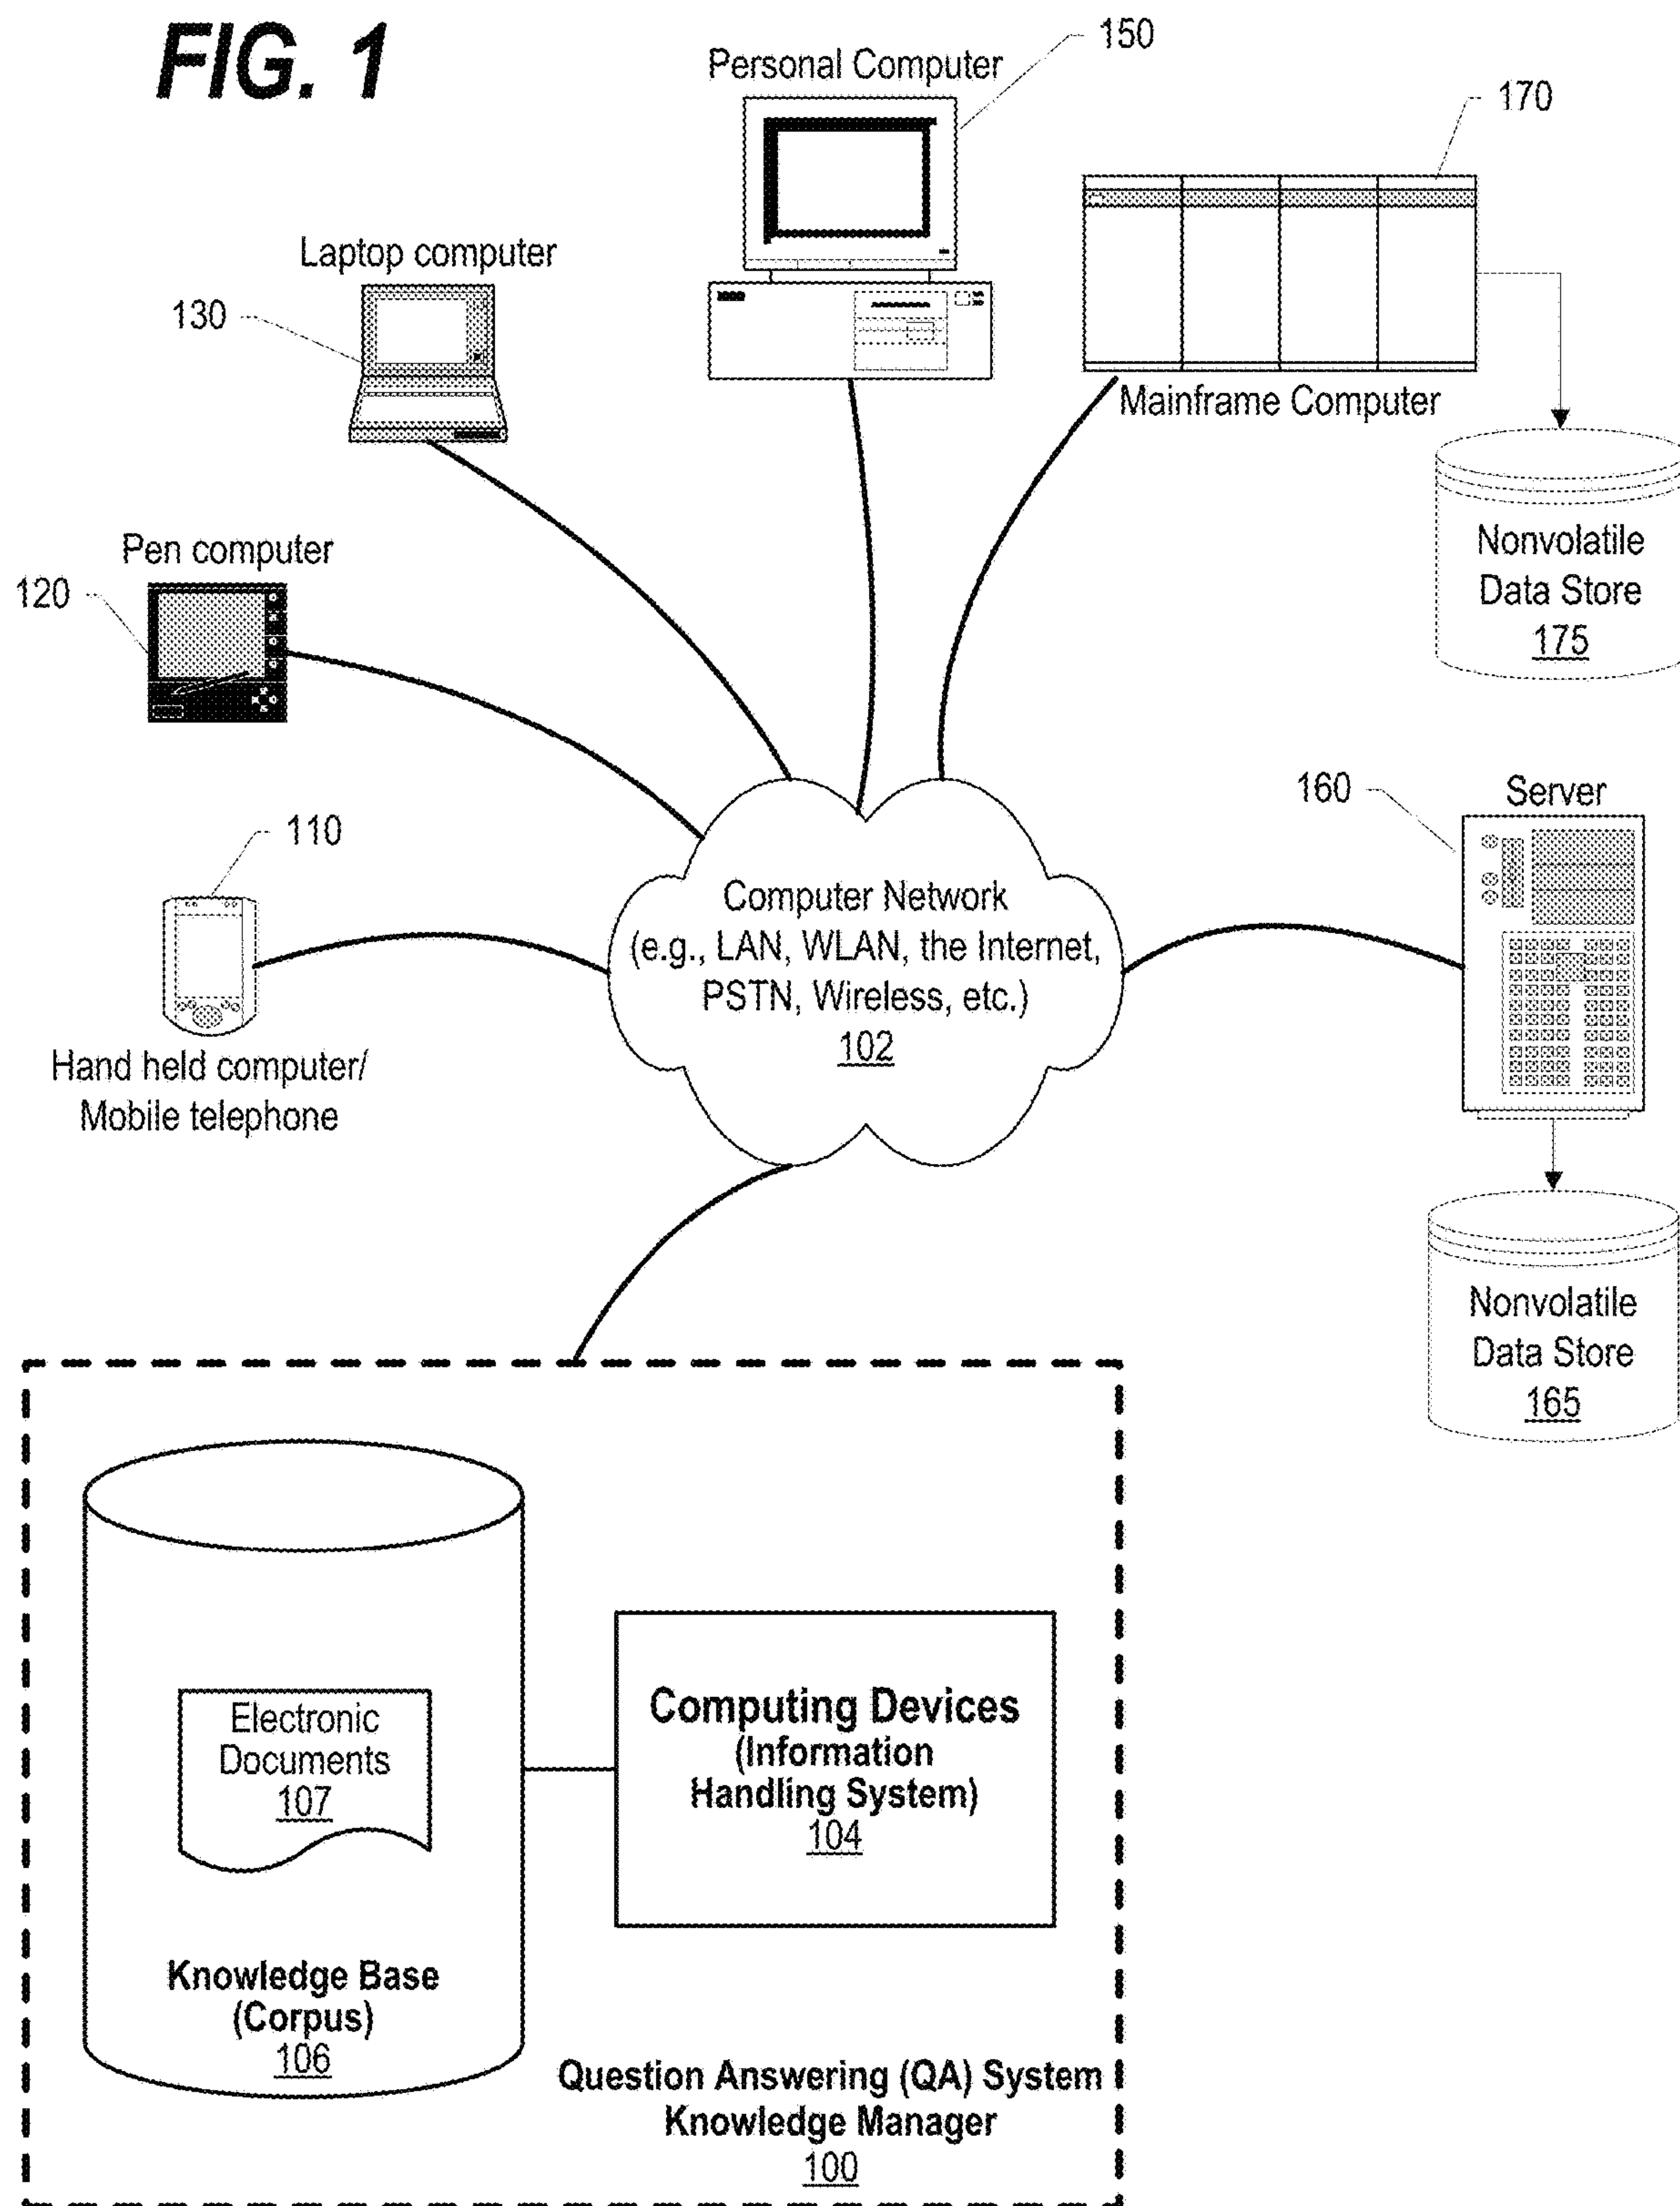 FIG. 1
Personal Computer
150
170
Laptop computer
130
Mainframe Computer
Nonvolatile
Data Store
175
Pen computer
120
160
Server
110
Computer Network
(e.g., LAN, WLAN, the Internet,
PSTN, Wireless, etc.)
102
Hand held computer/
Mobile telephone
Nonvolatile
Data Store
165
Electronic
Documents
107
Computing Devices
(Information
Handling System)
104
Knowledge Base
(Corpus)
106
Question Answering (QA) System
Knowledge Manager
100